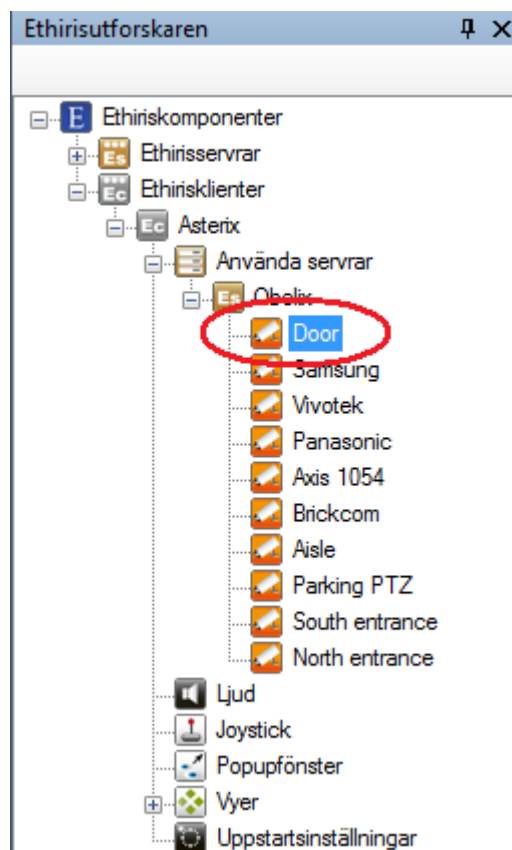 Ethirisutforskaren
Ethiriskomponenter
Ethirisservrar
Ethirisklienter
Asterix
Använda servrar
Obelix
Door
Samsung
Vivotek
Panasonic
Axis 1054
Brickcom
Aisle
Parking PTZ
South entrance
North entrance
Ljud
Joystick
Popupfönster
Vyer
Uppstartsinställningar